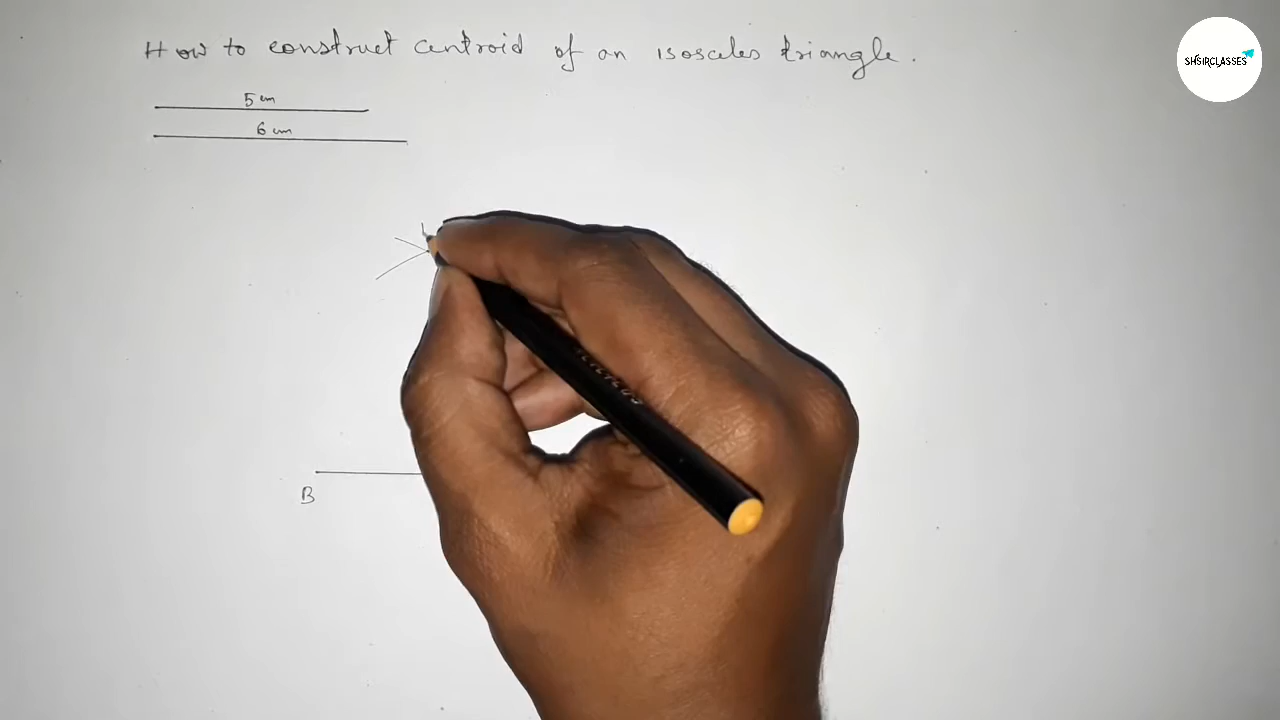 How to construct centroid of an isosceles triangle.
SHSIRCLASSES
5 cm
6 cm
B